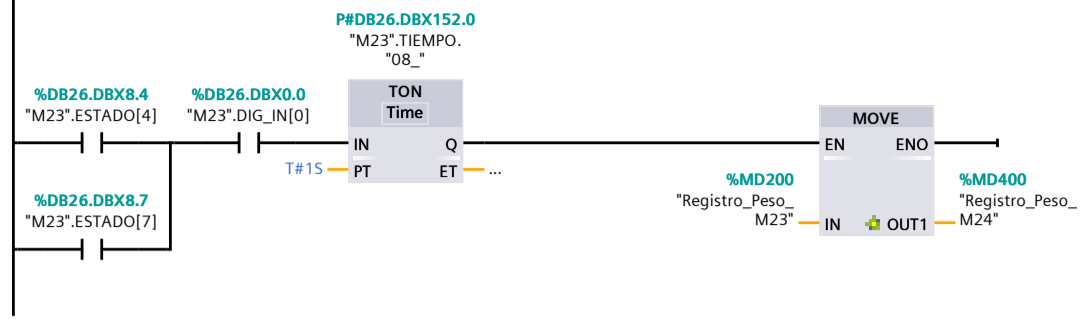 P#DB26.DBX152.0
"M23".TIEMPO.
"08_"
%DB26.DBX8.4
"M23".ESTADO[4]
%DB26.DBX0.0
"M23".DIG_IN[0]
TON
Time
IN
Q
T#1S
PT
ET
...
MOVE
EN
ENO
%MD200
"Registro_Peso_
M23"
IN
OUT1
%MD400
"Registro_Peso_
M24"
%DB26.DBX8.7
"M23".ESTADO[7]